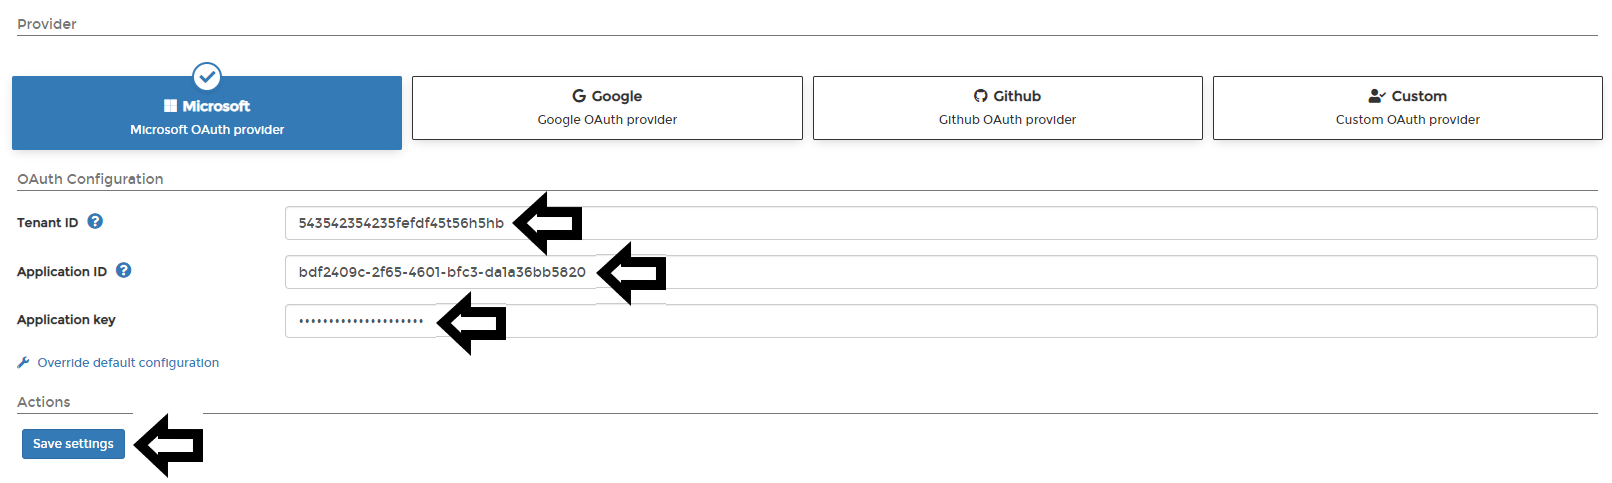 Provider
Microsoft
Microsoft OAuth provider
Google
Google OAuth provider
Github
Github OAuth provider
Custom
Custom OAuth provider
OAuth Configuration
Tenant ID ?
543542354235fefdf45t56h5hb
Application ID ?
bdf2409c-2f65-4601-bfc3-da1a36bb5820
Application key
•••••••••••••••••••••
Override default configuration
Actions
Save settings